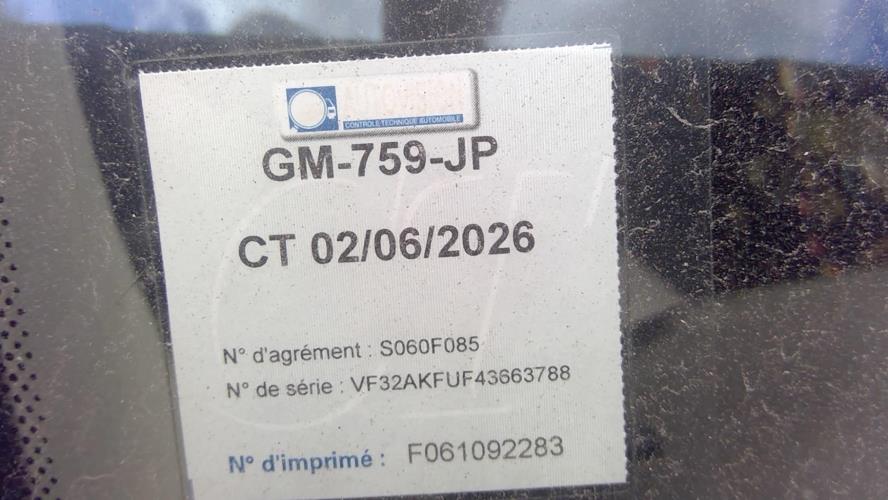 CONTROLE TECHNIQUE AUTOMOBILE
GM-759-JP
CT 02/06/2026
N° d'agrément : S060F085
N° de série : VF32AKFUF43663788
N° d'imprimé : F061092283